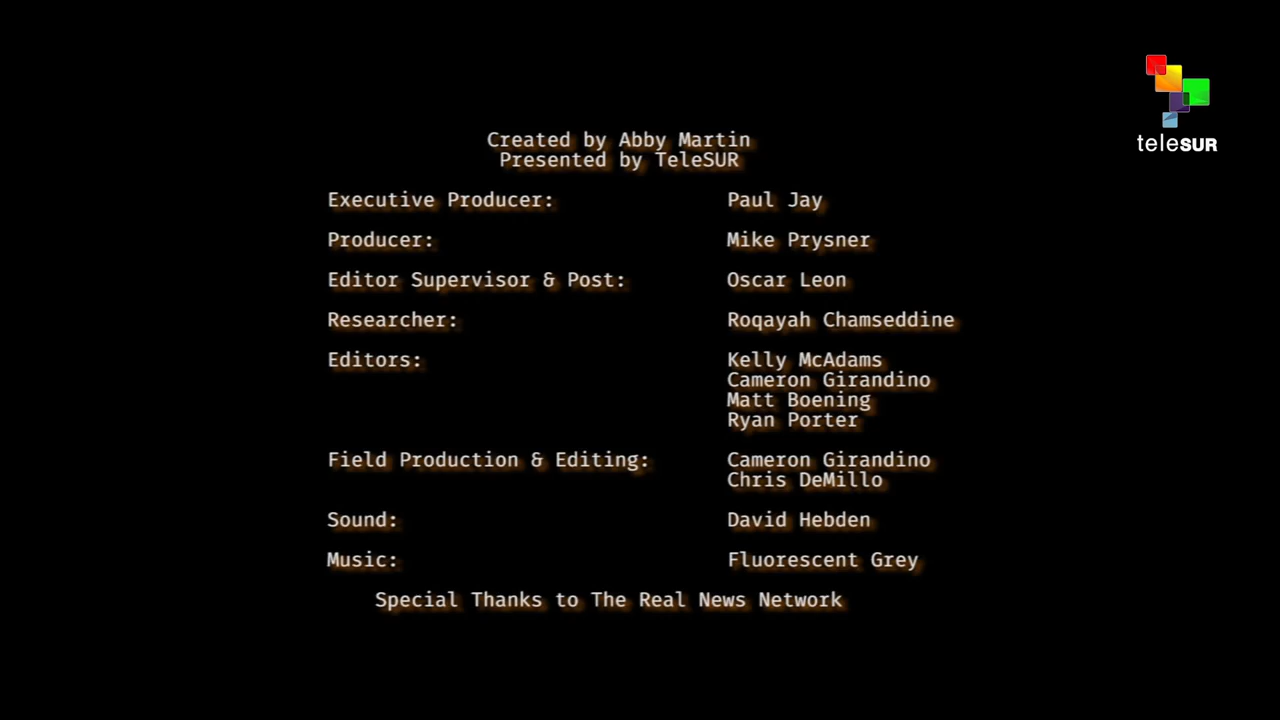 teleSUR
Created by Abby Martin
Presented by TeleSUR
Executive Producer: Paul Jay
Producer: Mike Prysner
Editor Supervisor & Post: Oscar Leon
Researcher: Roqayah Chamseddine
Editors: Kelly McAdams
Cameron Girandino
Matt Boening
Ryan Porter
Field Production & Editing: Cameron Girandino
Chris DeMillo
Sound: David Hebden
Music: Fluorescent Grey
Special Thanks to The Real News Network